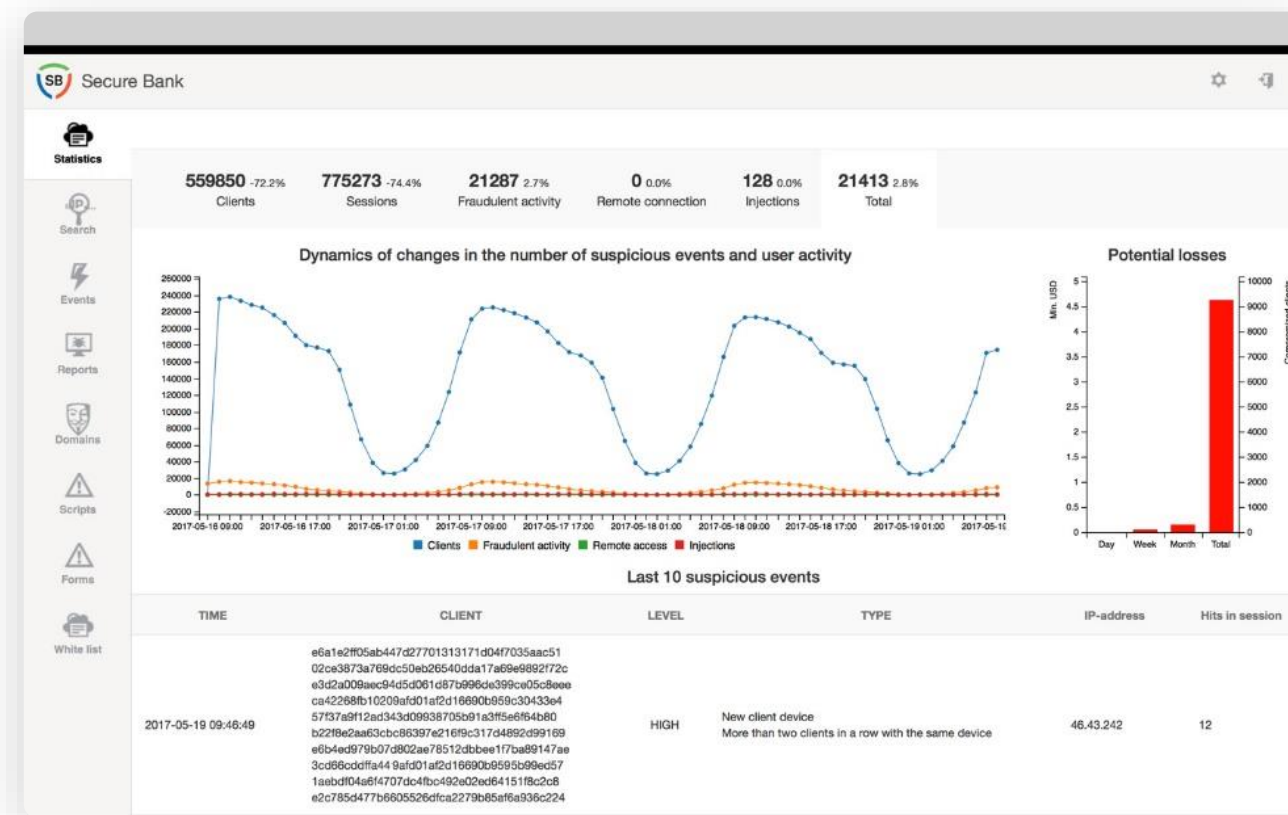 SB Secure Bank
Statistics
Search
Events
Reports
Domains
Scripts
Forms
White list
559850 -72.2%
Clients
775273 -74.4%
Sessions
21287 2.7%
Fraudulent activity
0 0.0%
Remote connection
128 0.0%
Injections
21413 2.8%
Total
Dynamics of changes in the number of suspicious events and user activity
260000
240000
220000
200000
180000
160000
140000
120000
100000
80000
60000
40000
20000
0
-20000
2017-05-16 09:00 2017-05-16 17:00 2017-05-17 01:00 2017-05-17 09:00 2017-05-17 17:00 2017-05-18 01:00 2017-05-18 09:00 2017-05-18 17:00 2017-05-19 01:00
Clients Fraudulent activity Remote access Injections
Potential losses
Mln. USD
5
4.5
4
3.5
3
2.5
2
1.5
1
0.5
0
10000
9000
8000
7000
6000
5000
4000
3000
2000
1000
0
Day Week Month Total
Last 10 suspicious events
TIME CLIENT LEVEL TYPE IP-address Hits in session
e6a1e2ff05ab447d27701313171d04f7035aac51
02ce3873a769dc50eb26540dda17a69e9892f72c
e3d2a009aec94d5d061d87b996de399ce05c8eee
ca42268fb10209afd01af2d16690b959c30433e4
57f37a9f12ad343d09938705b91a3ff5e6f64b80
b22f8e2aa63cbc86397e216f9c317d4892d99169
e6b4ed979b07d802ae78512dbbee1f7ba89147ae
3cd66cddffa449afd01af2d16690b9595b99ed57
1aebdf04a6f4707dc4fbc492e02ed64151f8c2c8
e2c785d477b6605526dfca2279b85af6a936c224
2017-05-19 09:46:49
HIGH
New client device
More than two clients in a row with the same device
46.43.242
12